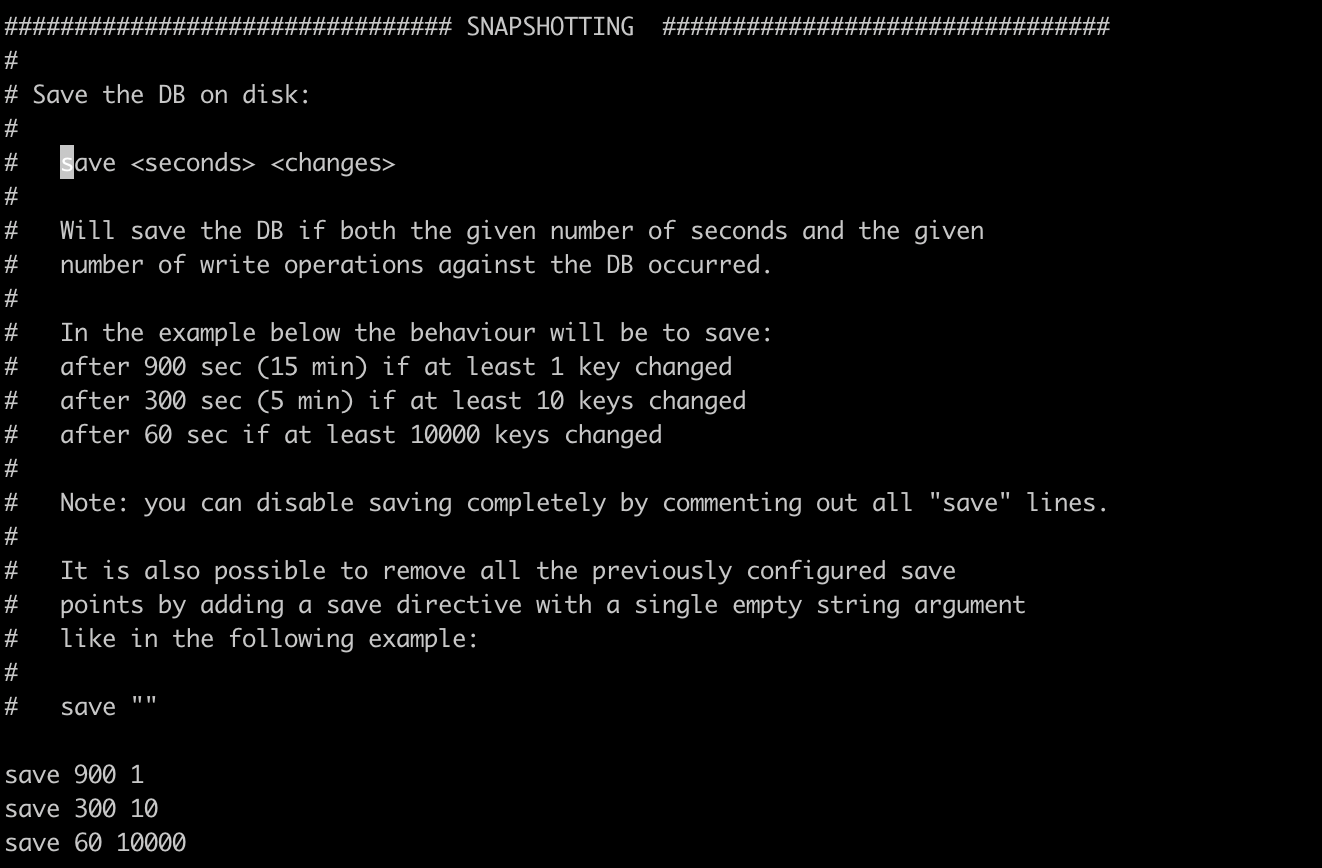 ################################ SNAPSHOTTING  ################################
#
# Save the DB on disk:
#
#   save <seconds> <changes>
#
#   Will save the DB if both the given number of seconds and the given
#   number of write operations against the DB occurred.
#
#   In the example below the behaviour will be to save:
#   after 900 sec (15 min) if at least 1 key changed
#   after 300 sec (5 min) if at least 10 keys changed
#   after 60 sec if at least 10000 keys changed
#
#   Note: you can disable saving completely by commenting out all "save" lines.
#
#   It is also possible to remove all the previously configured save
#   points by adding a save directive with a single empty string argument
#   like in the following example:
#
#   save ""

save 900 1
save 300 10
save 60 10000